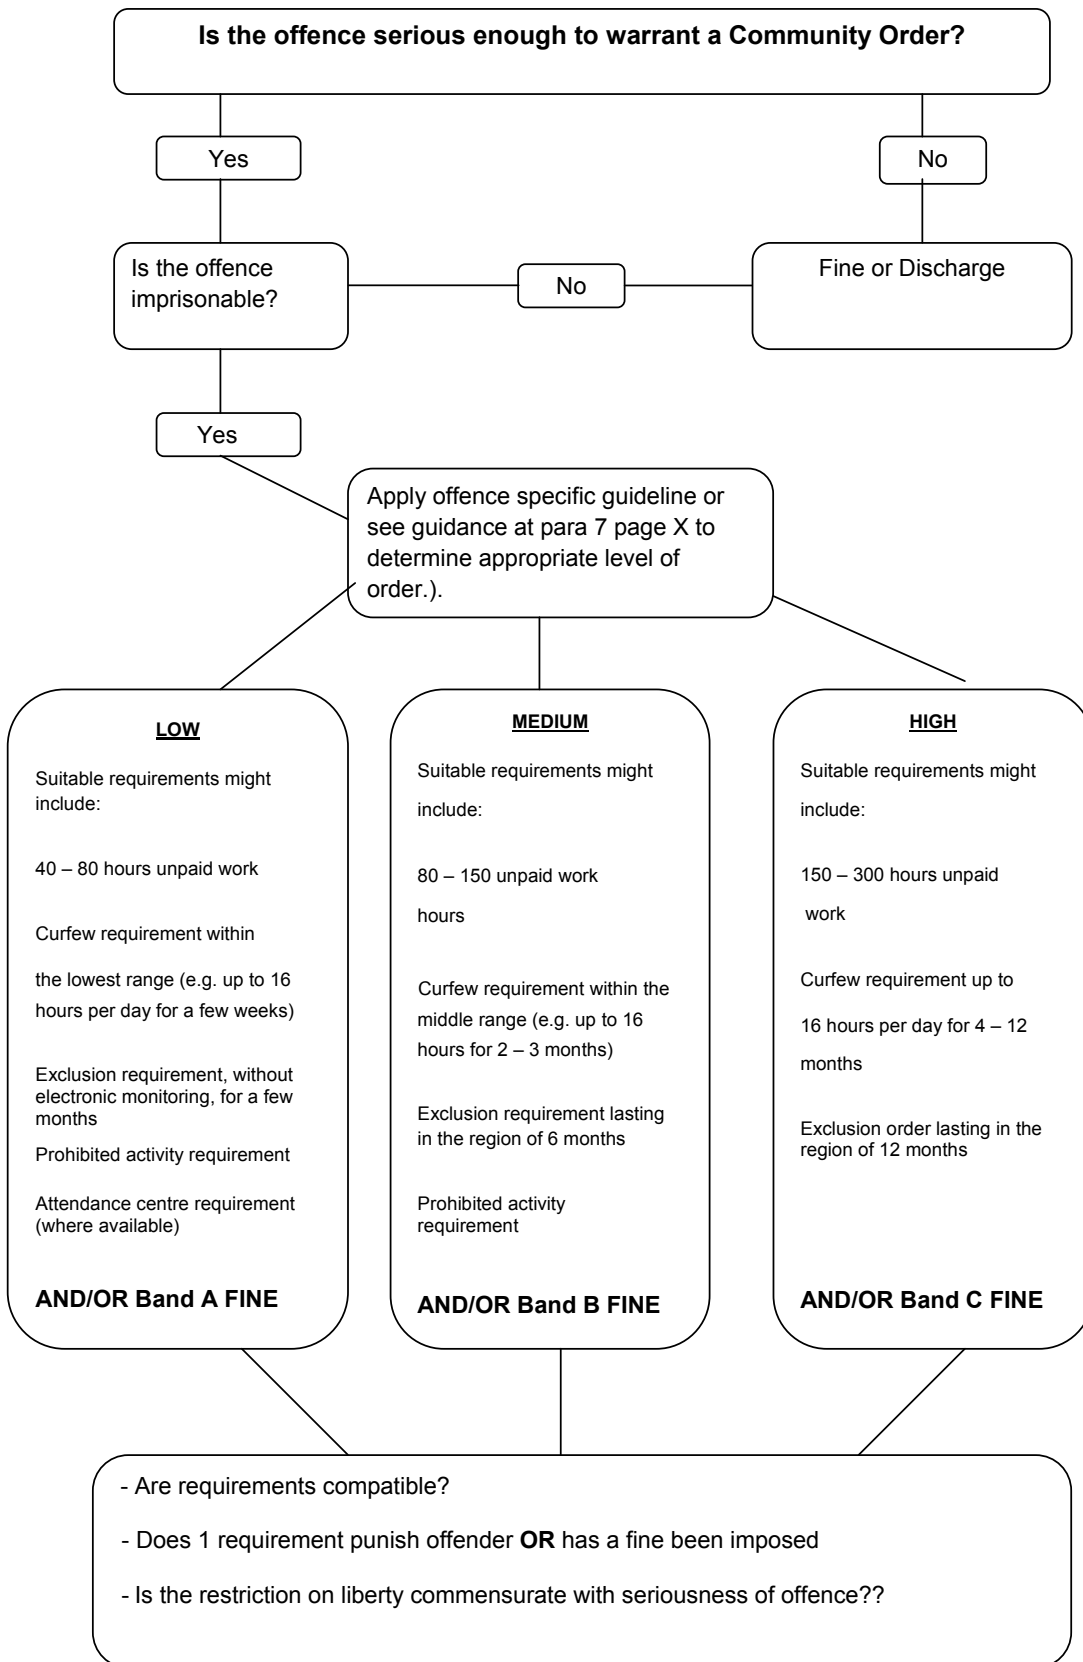 Is the offence serious enough to warrant a Community Order?
Yes
No
Is the offence
imprisonable?
No
Fine or Discharge
Yes
Apply offence specific guideline or
see guidance at para 7 page X to
determine appropriate level of
order.).
LOW
Suitable requirements might
include:
40 – 80 hours unpaid work
Curfew requirement within
the lowest range (e.g. up to 16
hours per day for a few weeks)
Exclusion requirement, without
electronic monitoring, for a few
months
Prohibited activity requirement
Attendance centre requirement
(where available)
AND/OR Band A FINE
MEDIUM
Suitable requirements might
include:
80 – 150 unpaid work
hours
Curfew requirement within the
middle range (e.g. up to 16
hours for 2 – 3 months)
Exclusion requirement lasting
in the region of 6 months
Prohibited activity
requirement
AND/OR Band B FINE
HIGH
Suitable requirements might
include:
150 – 300 hours unpaid
work
Curfew requirement up to
16 hours per day for 4 – 12
months
Exclusion order lasting in the
region of 12 months
AND/OR Band C FINE
- Are requirements compatible?
- Does 1 requirement punish offender OR has a fine been imposed
- Is the restriction on liberty commensurate with seriousness of offence??